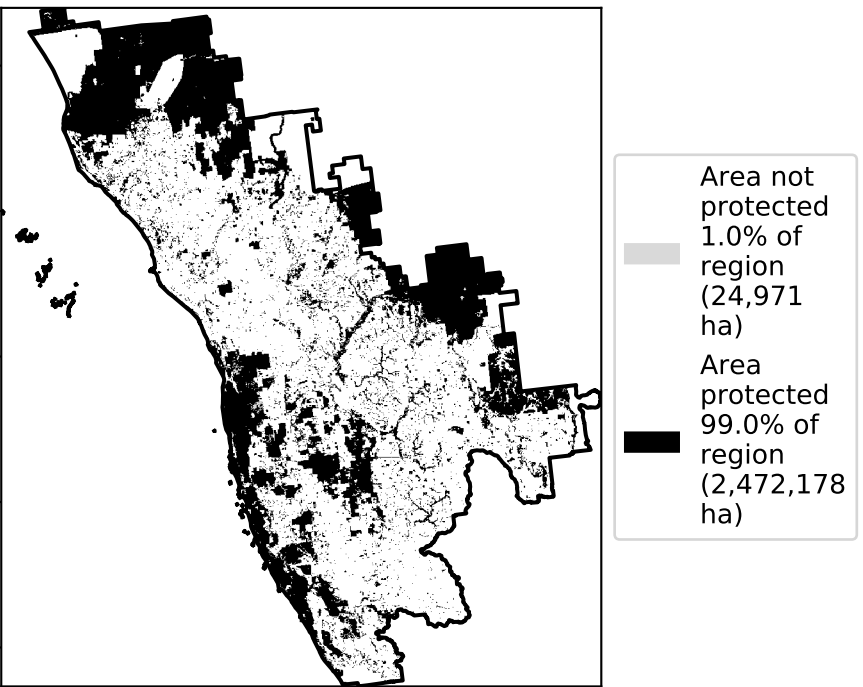 Area not
protected
1.0% of
region
(24,971
ha)
Area
protected
99.0% of
region
(2,472,178
ha)